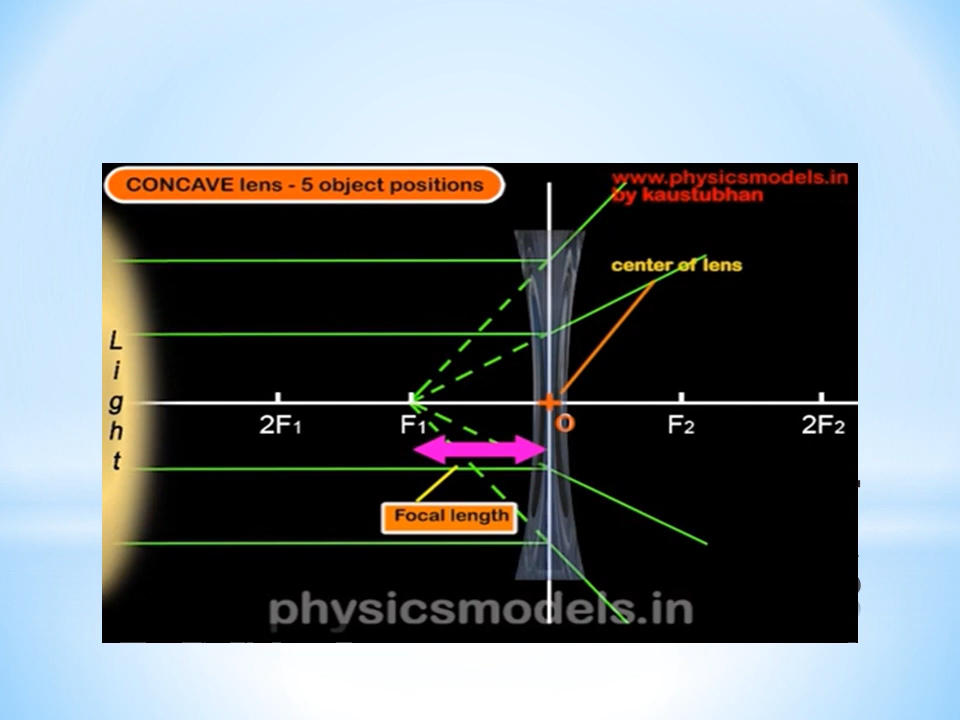 CONCAVE lens - 5 object positions
www.physicsmodels.in
by kaustubhan
center of lens
L
i
g
h
t
2F1
F1
O
F2
2F2
Focal length
physicsmodels.in